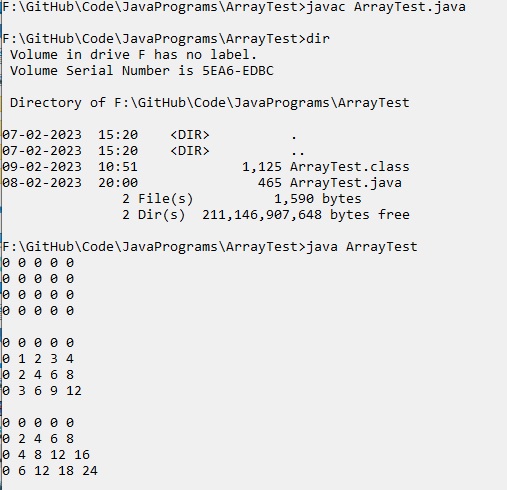 F:\GitHub\Code\JavaPrograms\ArrayTest>javac ArrayTest.java
F:\GitHub\Code\JavaPrograms\ArrayTest>dir
 Volume in drive F has no label.
 Volume Serial Number is 5EA6-EDBC
 Directory of F:\GitHub\Code\JavaPrograms\ArrayTest
07-02-2023  15:20    <DIR>          .
07-02-2023  15:20    <DIR>          ..
09-02-2023  10:51             1,125 ArrayTest.class
08-02-2023  20:00               465 ArrayTest.java
               2 File(s)          1,590 bytes
               2 Dir(s)  211,146,907,648 bytes free
F:\GitHub\Code\JavaPrograms\ArrayTest>java ArrayTest
0 0 0 0 0
0 0 0 0 0
0 0 0 0 0
0 0 0 0 0
0 0 0 0 0
0 1 2 3 4
0 2 4 6 8
0 3 6 9 12
0 0 0 0 0
0 2 4 6 8
0 4 8 12 16
0 6 12 18 24